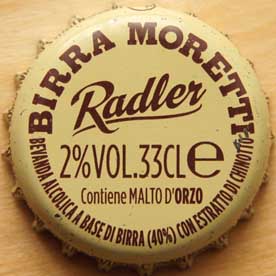 BIRRA MORETTI
Radler
2%VOL.33CL℮
Contiene MALTO D'ORZO
BEVANDA ALCOLICA A BASE DI BIRRA (40%) CON ESTRATTO DI CHINOTTO